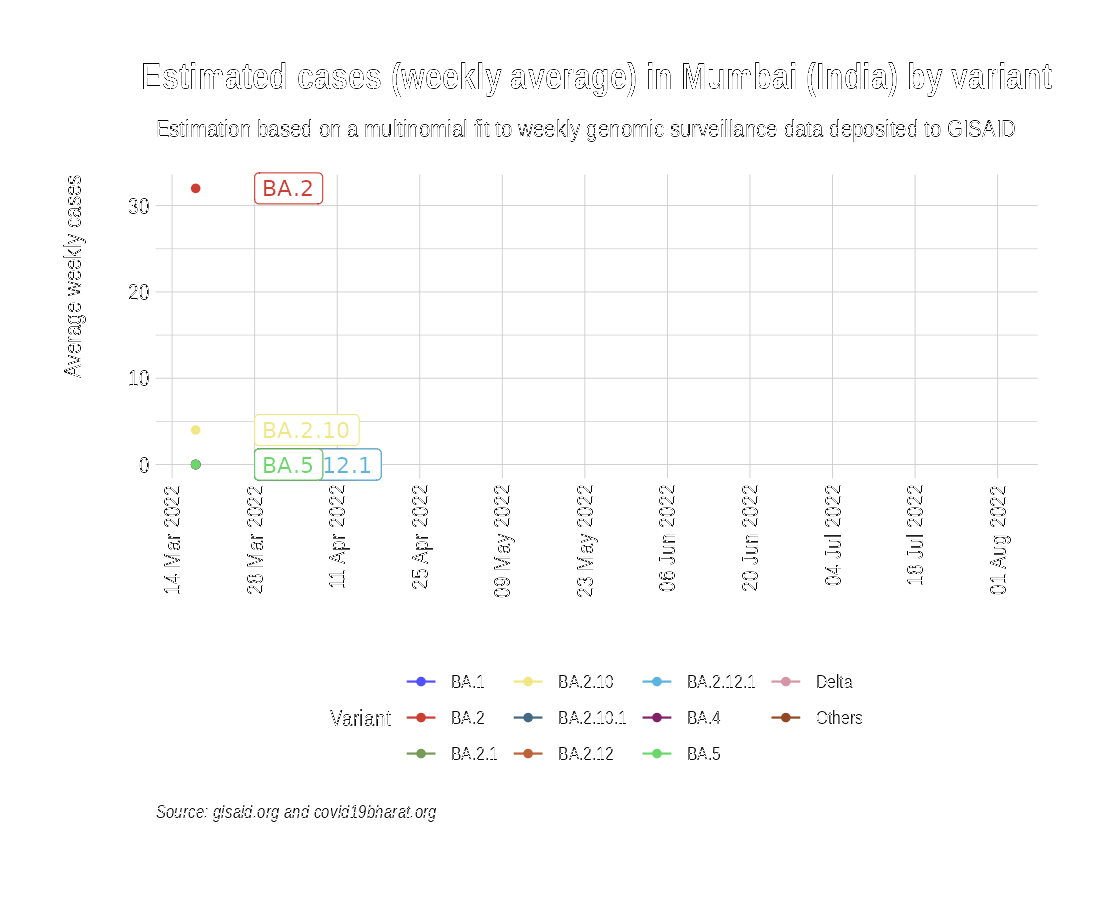 Estimated cases (weekly average) in Mumbai (India) by variant
Estimation based on a multinomial fit to weekly genomic surveillance data deposited to GISAID
Average weekly cases
30
20
10
0
BA.2
BA.2.10
BA.5
12.1
14 Mar 2022
28 Mar 2022
11 Apr 2022
25 Apr 2022
09 May 2022
23 May 2022
06 Jun 2022
20 Jun 2022
04 Jul 2022
18 Jul 2022
01 Aug 2022
Variant
BA.1
BA.2
BA.2.1
BA.2.10
BA.2.10.1
BA.2.12
BA.2.12.1
BA.4
BA.5
Delta
Others
Source: gisaid.org and covid19bharat.org